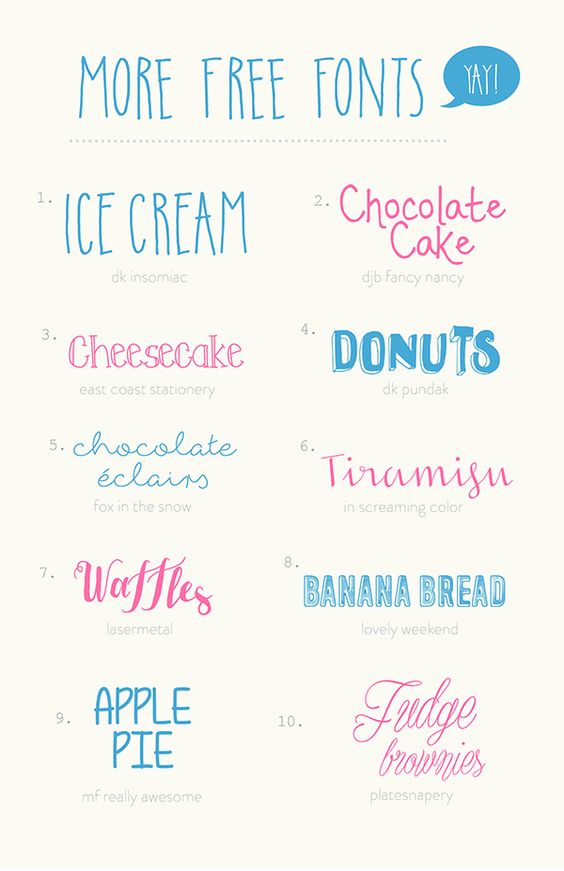 MORE FREE FONTS
YAY!
1.
ICE CREAM
dk insomiac
2.
Chocolate
Cake
djb fancy nancy
3.
Cheesecake
east coast stationery
4.
DONUTS
dk pundak
5.
chocolate
éclairs
fox in the snow
6.
Tiramisu
in screaming color
7.
Waffles
lasermetal
8.
BANANA BREAD
lovely weekend
9.
APPLE
PIE
mf really awesome
10.
Fudge
brownies
platesnapery